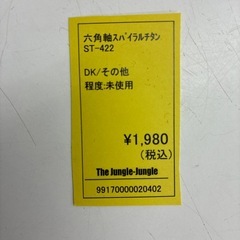 六角軸ｽﾊﾟｲﾗﾙﾁﾀﾝ
ST-422
DK/その他
程度:未使用
¥1,980
(税込)
The Jungle-Jungle
99170000020402